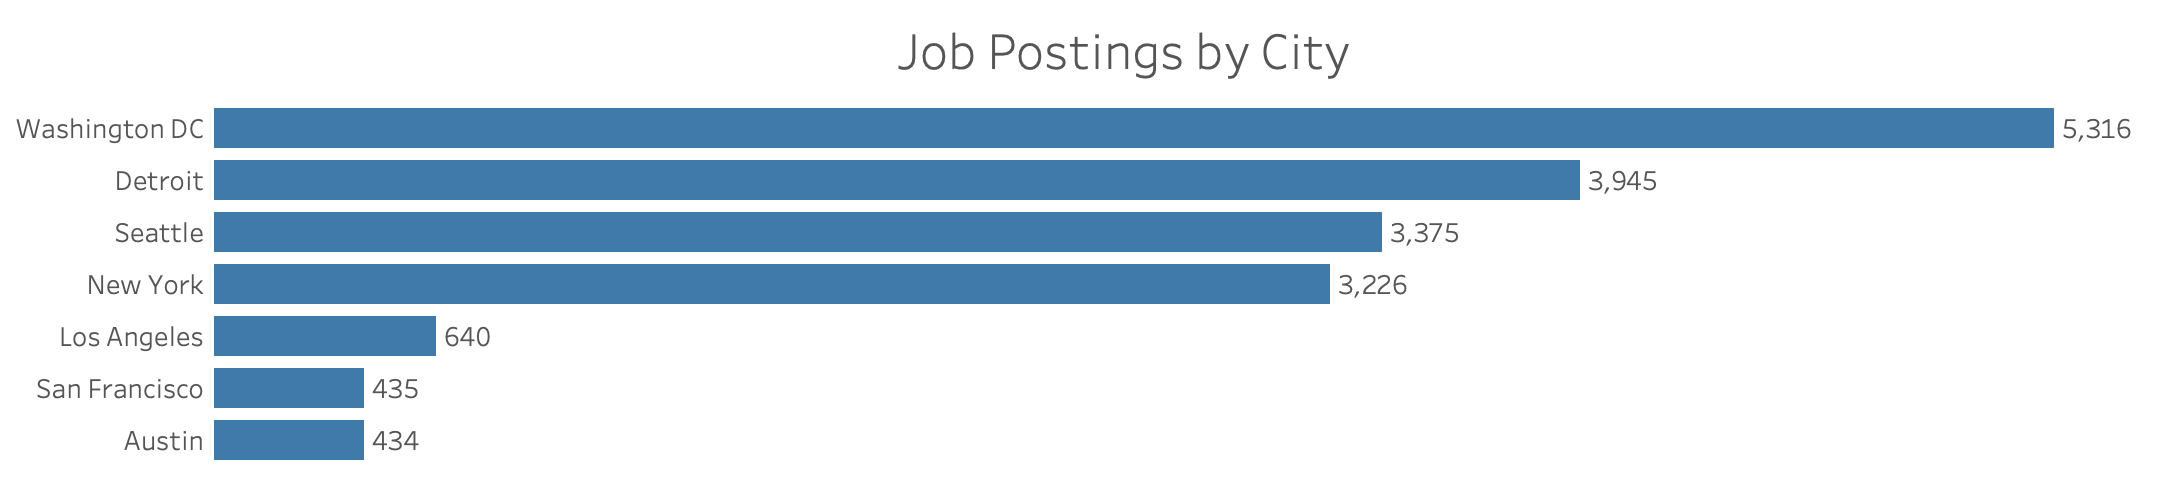 Job Postings by City
Washington DC 5,316
Detroit 3,945
Seattle 3,375
New York 3,226
Los Angeles 640
San Francisco 435
Austin 434